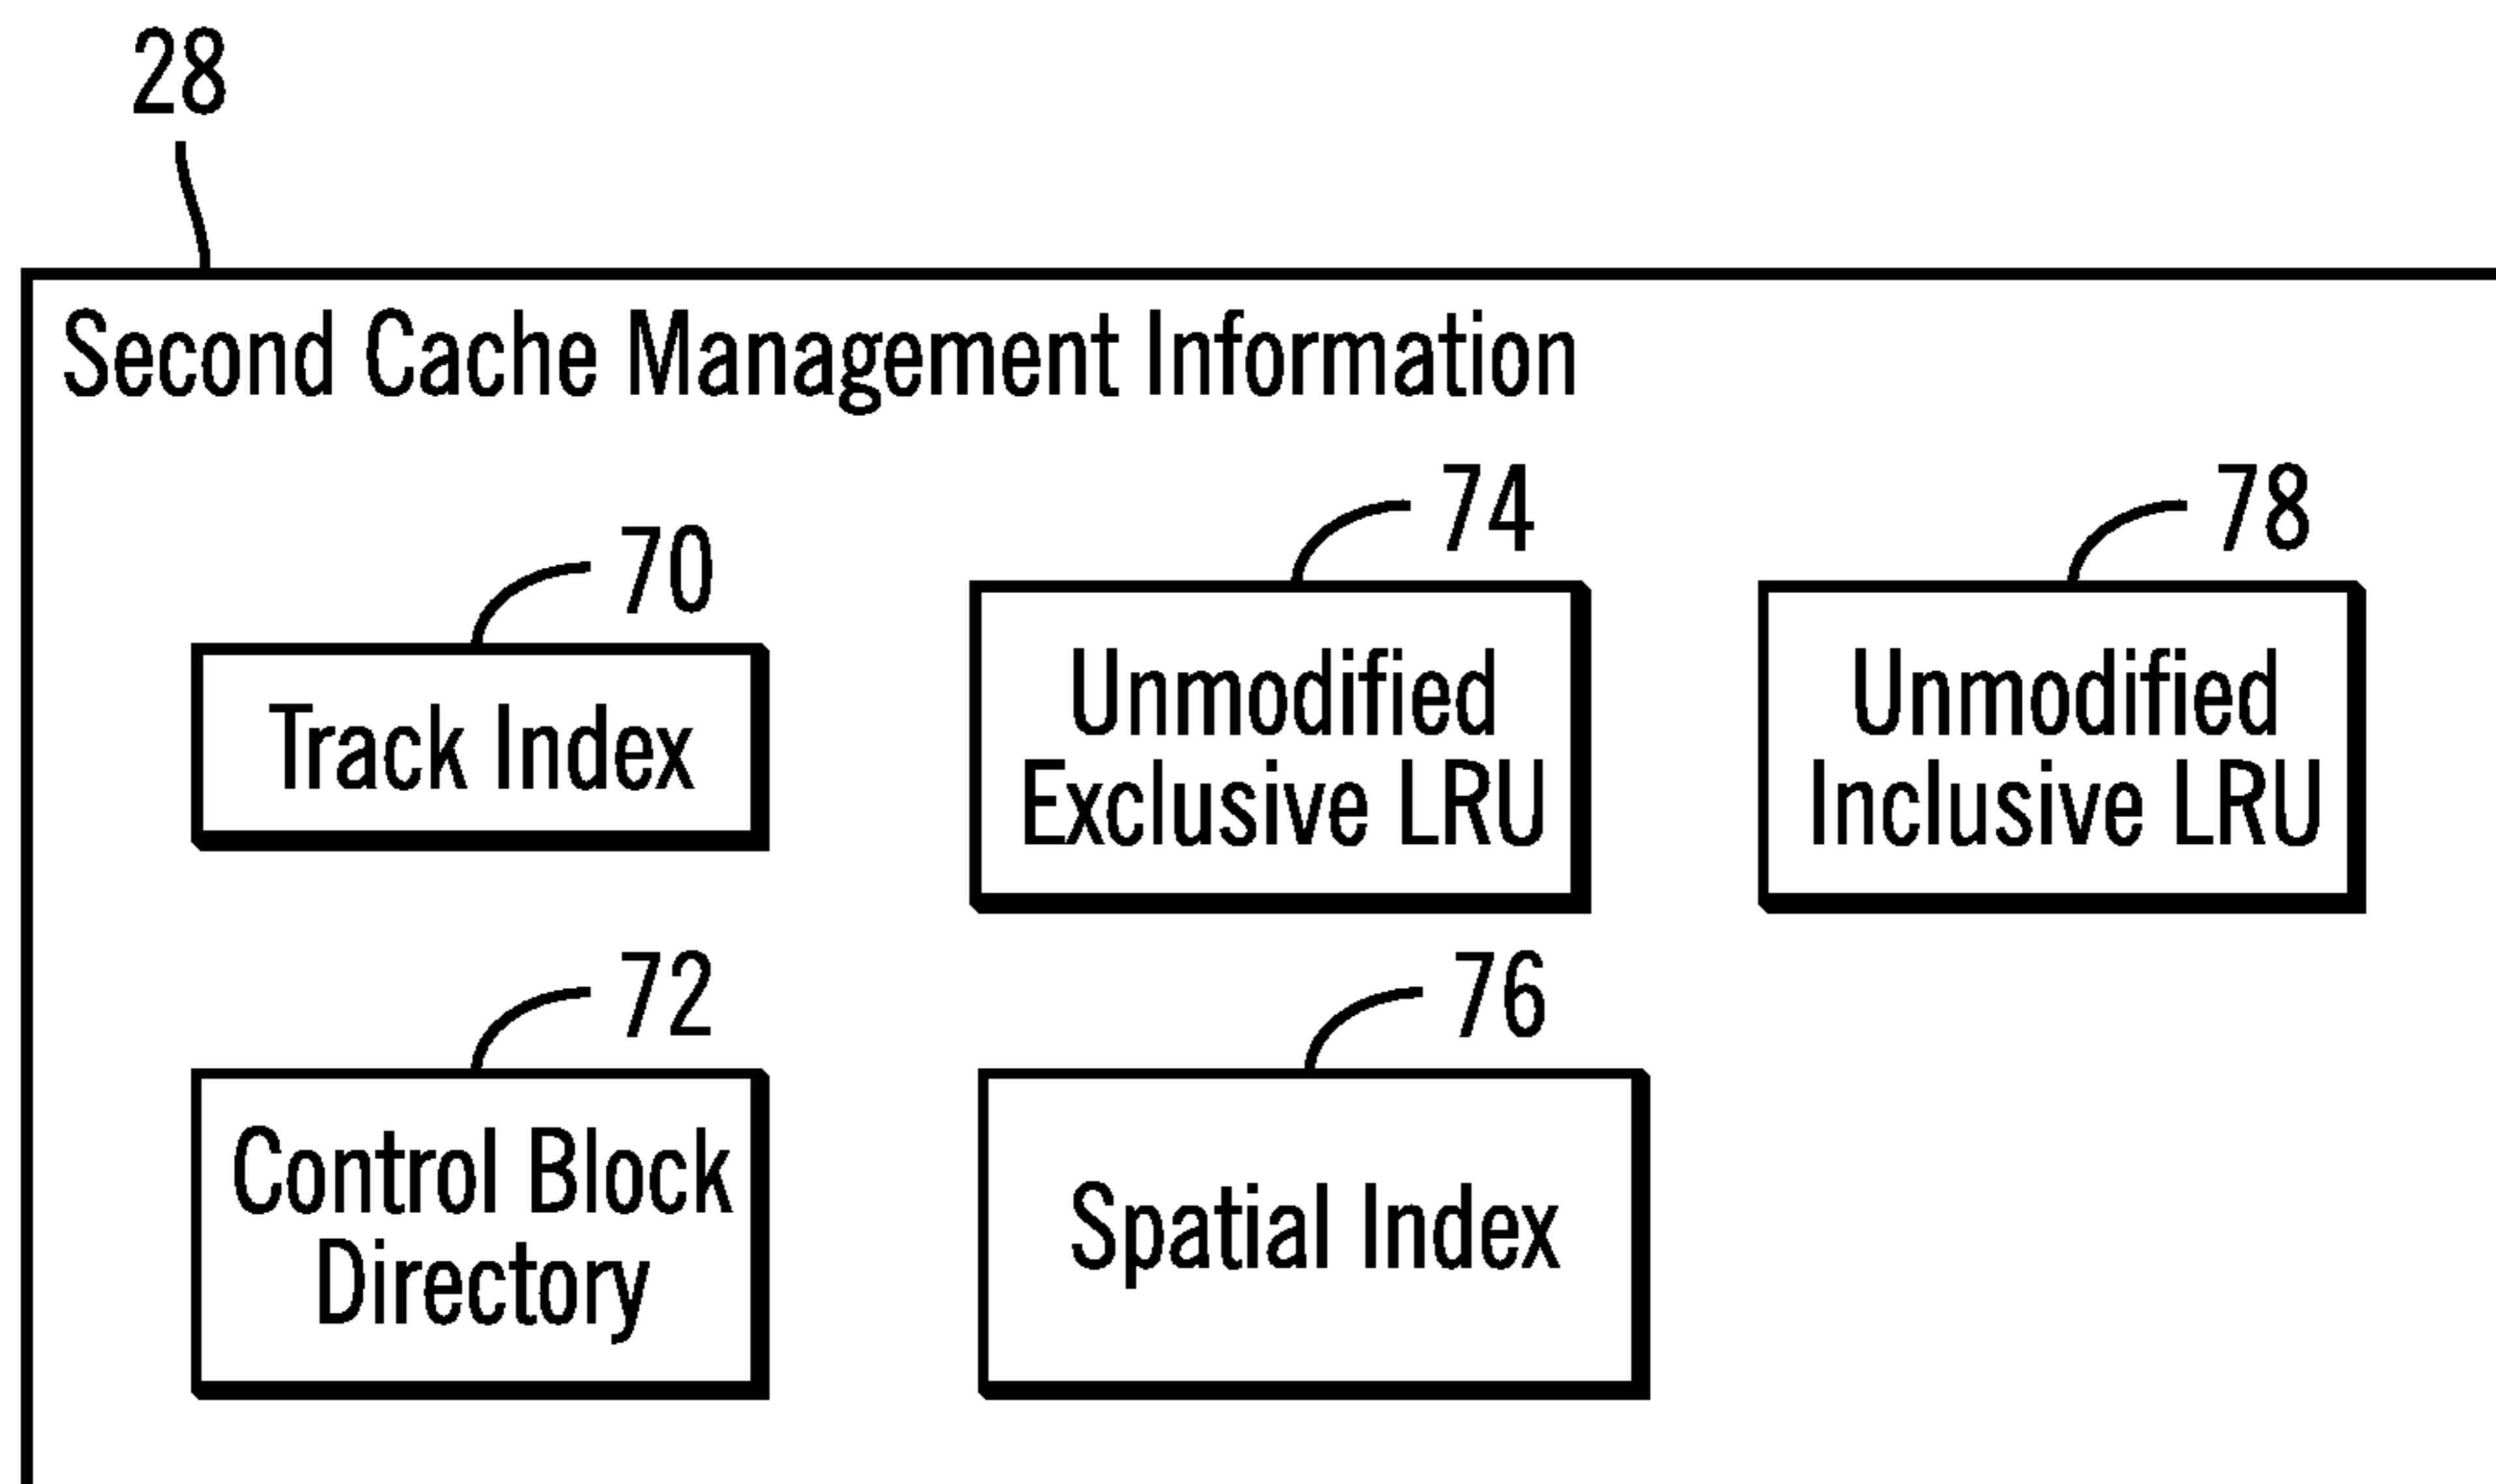 28
Second Cache Management Information
70
Track Index
74
Unmodified
Exclusive LRU
78
Unmodified
Inclusive LRU
72
Control Block
Directory
76
Spatial Index